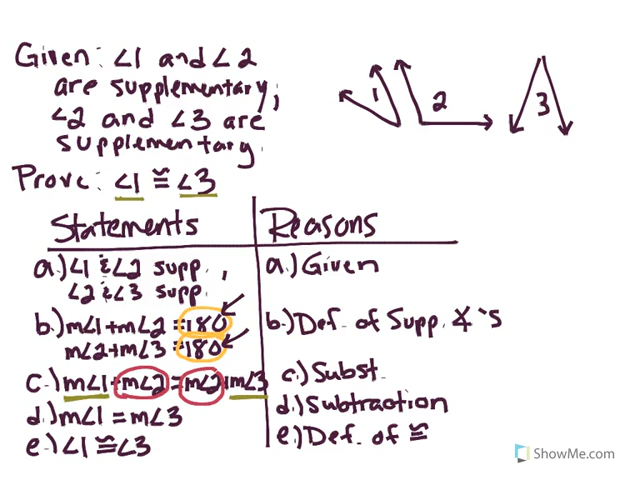 Given: ∠1 and ∠2
are supplementary;
∠2 and ∠3 are
supplementary.
Prove: ∠1 ≅ ∠3
1
2
3
Statements
Reasons
a.) ∠1 & ∠2 supp.,
∠2 & ∠3 supp.
a.) Given
b.) m∠1 + m∠2 = 180
m∠2 + m∠3 = 180
b.) Def. of Supp. ∡'s
c.) m∠1 + m∠2 = m∠2 + m∠3
c.) Subst.
d.) m∠1 = m∠3
d.) Subtraction
e.) ∠1 ≅ ∠3
e.) Def. of ≅
ShowMe.com